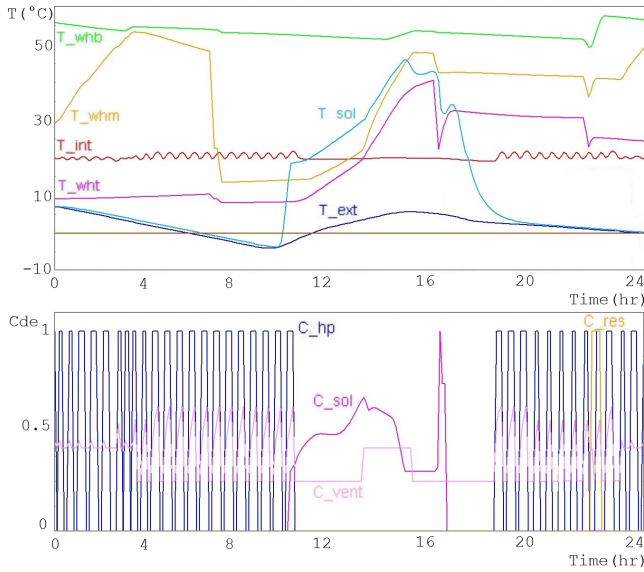 T(°C)
50
T_whb
T_whm
T_sol
30
T_int
T_wht
10
T_ext
-10
0 4 8 12 16 20 24
Time(hr)
Cde 1
C_hp
C_res
C_sol
0.5
C_vent
0
0 4 8 12 16 20 24
Time(hr)